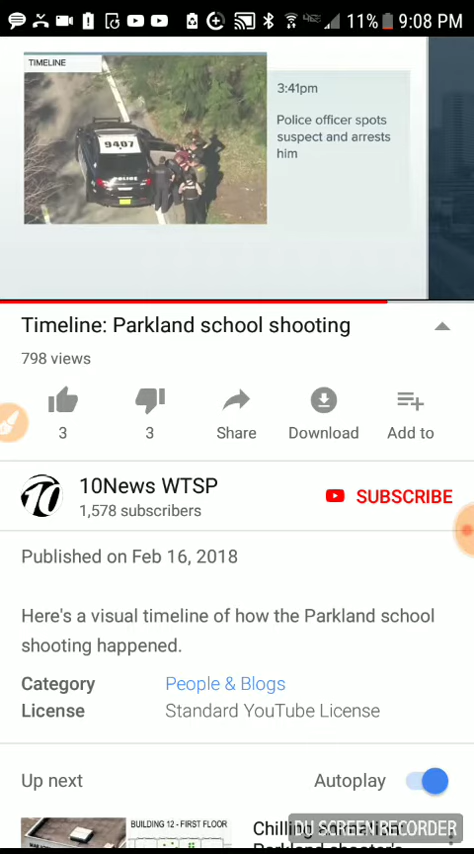 11% 9:08 PM
TIMELINE
3:41pm
Police officer spots
suspect and arrests
him
9407
POLICE
Timeline: Parkland school shooting
798 views
3
3
Share
Download
Add to
10
10News WTSP
1,578 subscribers
SUBSCRIBE
Published on Feb 16, 2018
Here's a visual timeline of how the Parkland school
shooting happened.
Category
People & Blogs
License
Standard YouTube License
Up next
Autoplay
BUILDING 12 - FIRST FLOOR
DU SCREEN RECORDER